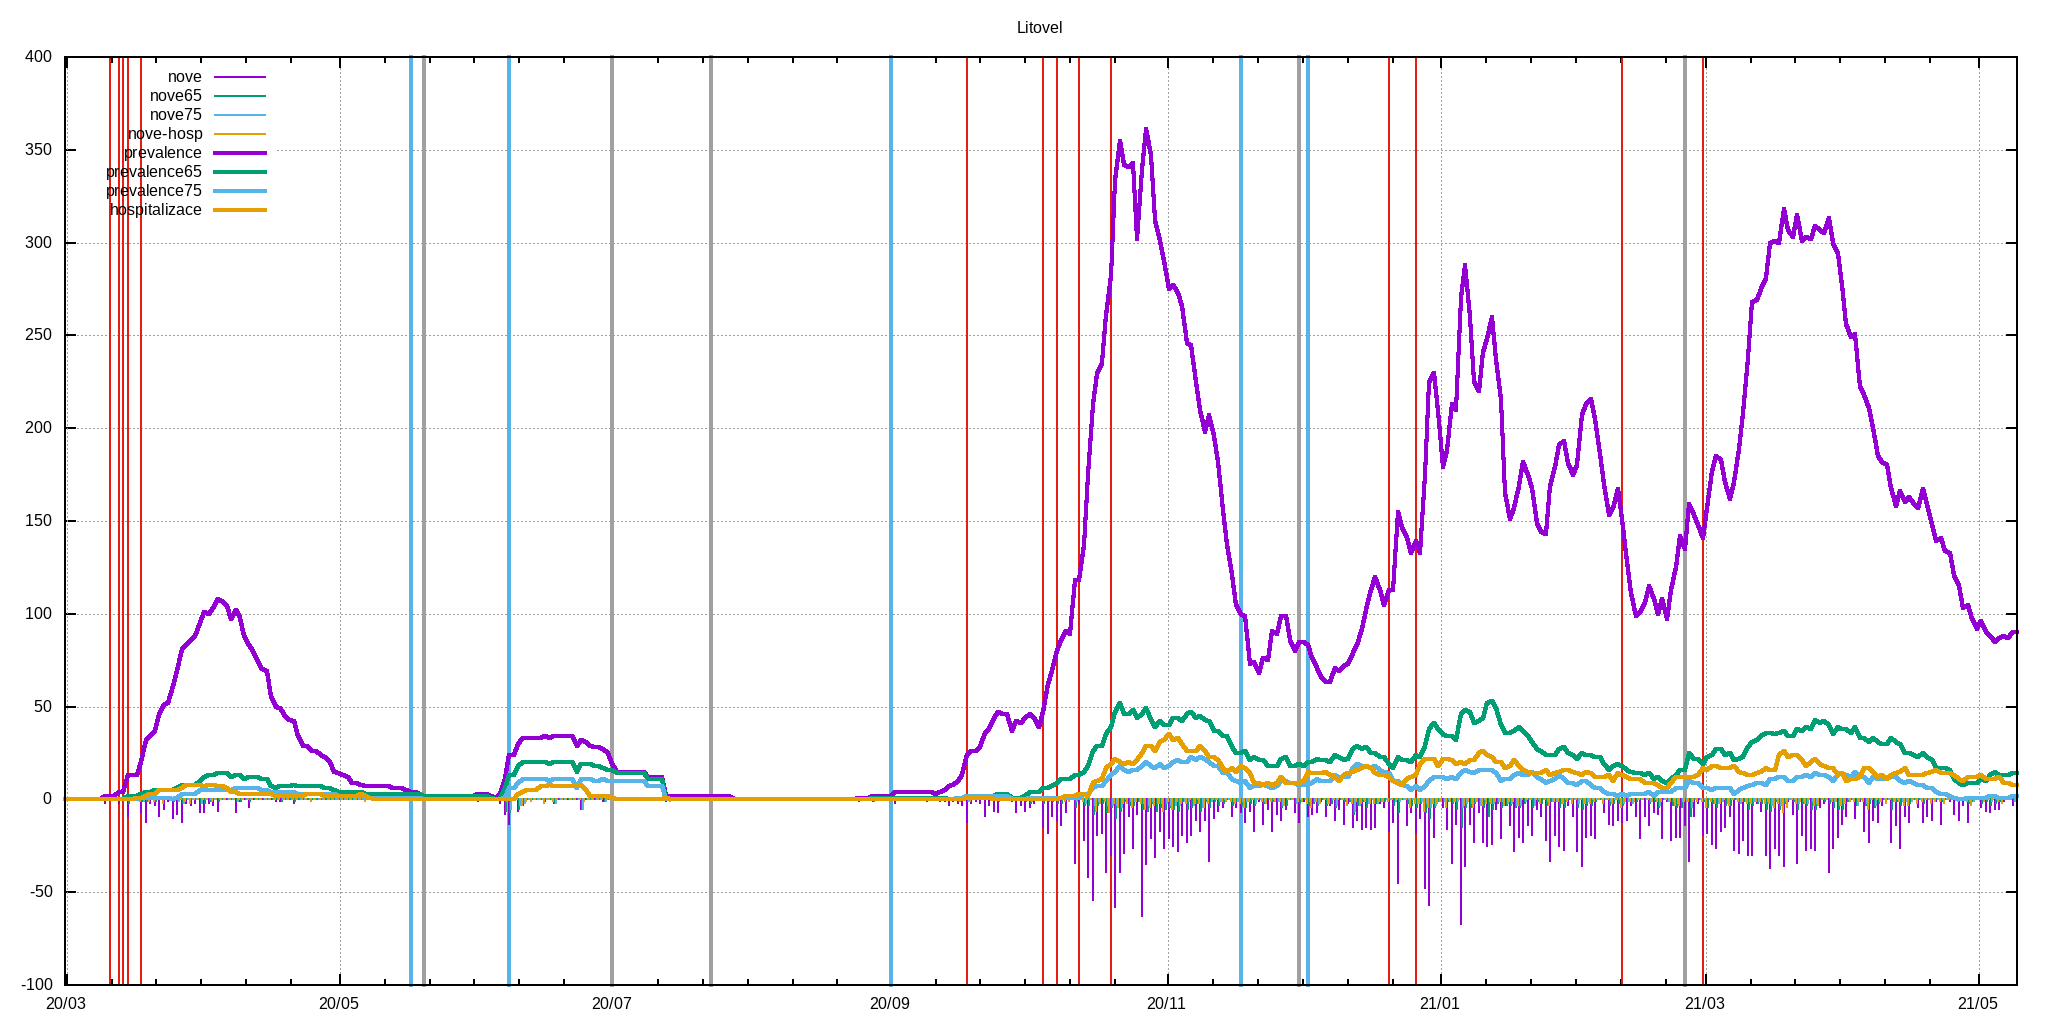 Litovel
400
350
300
250
200
150
100
50
0
-50
-100
nove
nove65
nove75
nove-hosp
prevalence
prevalence65
prevalence75
hospitalizace
20/03 20/05 20/07 20/09 20/11 21/01 21/03 21/05